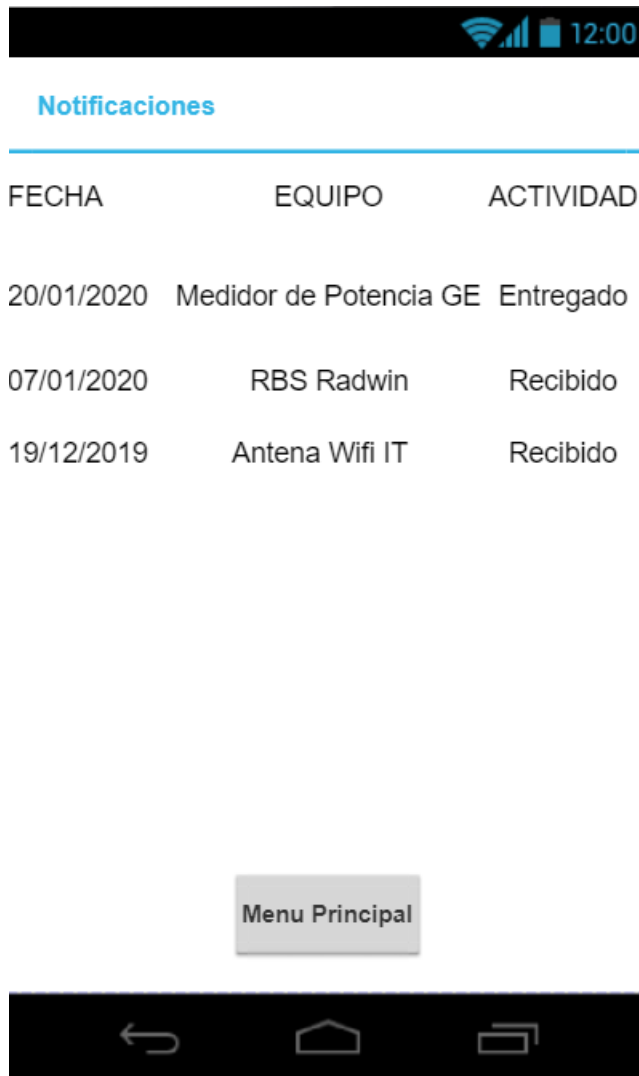 12:00
Notificaciones
FECHA EQUIPO ACTIVIDAD
20/01/2020 Medidor de Potencia GE Entregado
07/01/2020 RBS Radwin Recibido
19/12/2019 Antena Wifi IT Recibido
Menu Principal